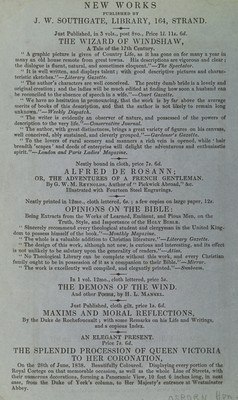 NEW WORKS
PUBLISHED BY
J. W. SOUTHGATE, LIBRARY, 164, STRAND.
Just Published, in 3 vols., post 8vo., Price 1l. 11s. 6d.
THE WIZARD OF WINDSHAW,
A Tale of the 17th Century.
"A graphic picture is given of Country Life, as it has gone on for many a year in
many an old house remote from great towns. His descriptions are vigorous and clear;
the dialogue is fluent, natural, and sometimes eloquent."—The Spectator.
"It is well written, and displays talent; with good descriptive pictures and characteristic sketches."—Literary Gazette.
"The author's characters are well conceived. The pretty dumb bride is a lovely and
original creation; and the ladies will be much edified at finding how soon a husband can
be reconciled to the absence of speech in a wife."—Court Gazette.
"We have no hesitation in pronouncing, that the work is by far above the average
merits of books of this description, and that the author is not likely to remain long
unknown."—Weekly Dispatch.
"The writer is evidently an observer of nature, and possessed of the powers of
description to the very life."—Conservative Journal.
"The author, with great distinctness, brings a great variety of figures on his canvass,
well conceived, ably sustained, and cleverly grouped."—Gardener's Gazette.
"To the lovers of road scenery and manners a rich vein is opened, while 'hair
breadth 'scapes' and deeds of enterprize will delight the adventurous and enthusiastic
spirit."—London and Paris Ladies' Magazine.
Neatly bound in cloth, price 7s. 6d.
ALFRED DE ROSANN;
OR, THE ADVENTURES OF A FRENCH GENTLEMAN.
By G. W. M. REYNOLDS, Author of "Pickwick Abroad," &c.
Illustrated with Fourteen Steel Engravings.
Neatly printed in 12mo., cloth lettered, 6s.; a few copies on large paper, 12s.
OPINIONS ON THE BIBLE:
Being Extracts from the Works of Learned, Eminent, and Pious Men, on the
Truth, Style, and Importance of the HOLY BIBLE.
"Sincerely recommend every theological student and clergyman in the United Kingdom to possess himself of the book."—Monthly Magazine.
"The whole is a valuable addition to Christian literature."—Literary Gazette.
"The design of this work, although not new, is curious and interesting, and its effect
is not unlikely to be salutary upon the generality of readers."—Atlas.
"No Theological Library can be complete without this work, and every Christian
family ought to be in possession of it as a companion to their Bible."—Mirror.
"The work is excellently well compiled, and elegantly printed."—Sunbeam.
In 1 vol. 12mo., cloth lettered, price 5s.
THE DEMONS OF THE WIND,
And other Poems, by H. L. MANSEL.
Just Published, cloth gilt, price 1s. 6d.
MAXIMS AND MORAL REFLECTIONS,
By the Duke de Rochefoucault; with some Remarks on his Life and Writings,
and a copious Index.
AN ELEGANT PRESENT.
Price 7s. 6d.
THE SPLENDID PROCESSION OF QUEEN VICTORIA
TO HER CORONATION,
On the 28th of June, 1838. Beautifully Coloured. Displaying every portion of the
Royal Cortege on that memorable occasion, as well as the whole Line of Streets, with
their numerous decorations, forming a Panoramic View, 10 feet 6 inches long, in neat
case, from the Duke of York's column, to Her Majesty's entrance at Westminster
Abbey.